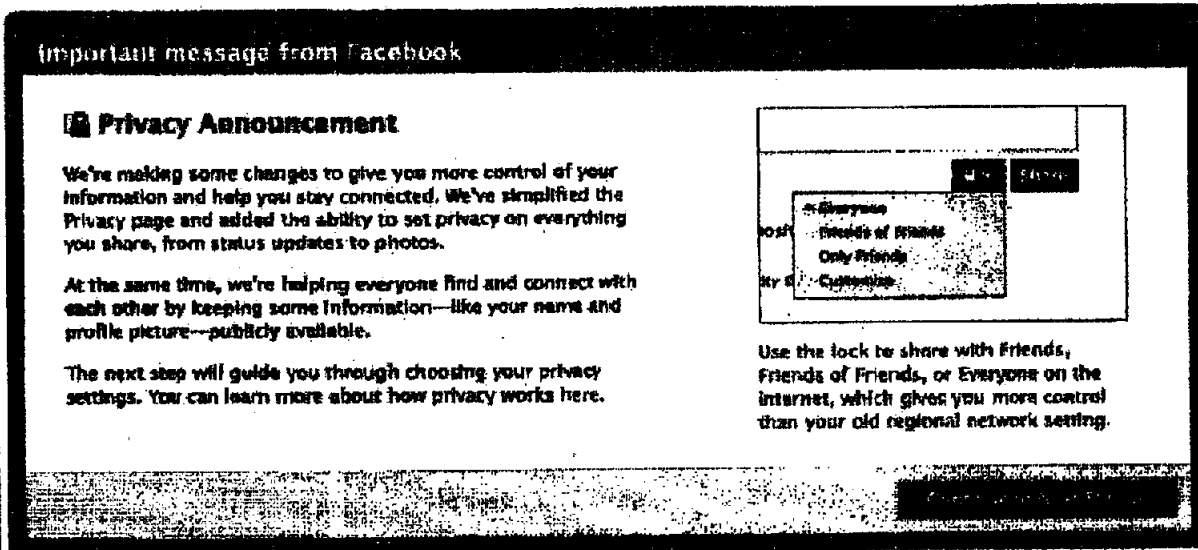 Important message from Facebook
Privacy Announcement
We're making some changes to give you more control of your
information and help you stay connected. We've simplified the
Privacy page and added the ability to set privacy on everything
you share, from status updates to photos.
At the same time, we're helping everyone find and connect with
each other by keeping some information—like your name and
profile picture—publicly available.
The next step will guide you through choosing your privacy
settings. You can learn more about how privacy works here.
Share
Everyone
Friends of Friends
Only Friends
Customize
Use the lock to share with Friends,
Friends of Friends, or Everyone on the
internet, which gives you more control
than your old regional network setting.